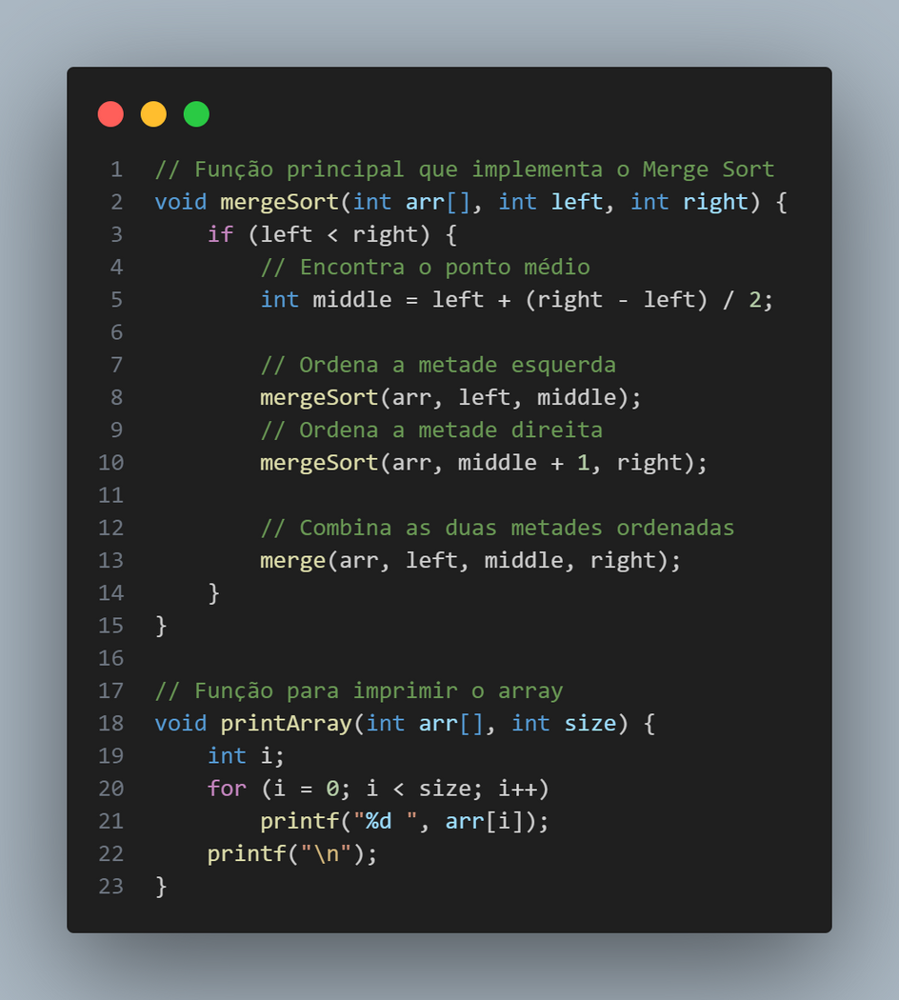 1 // Função principal que implementa o Merge Sort
2 void mergeSort(int arr[], int left, int right) {
3     if (left < right) {
4         // Encontra o ponto médio
5         int middle = left + (right - left) / 2;
6
7         // Ordena a metade esquerda
8         mergeSort(arr, left, middle);
9         // Ordena a metade direita
10         mergeSort(arr, middle + 1, right);
11
12         // Combina as duas metades ordenadas
13         merge(arr, left, middle, right);
14     }
15 }
16
17 // Função para imprimir o array
18 void printArray(int arr[], int size) {
19     int i;
20     for (i = 0; i < size; i++)
21         printf("%d ", arr[i]);
22     printf("\n");
23 }